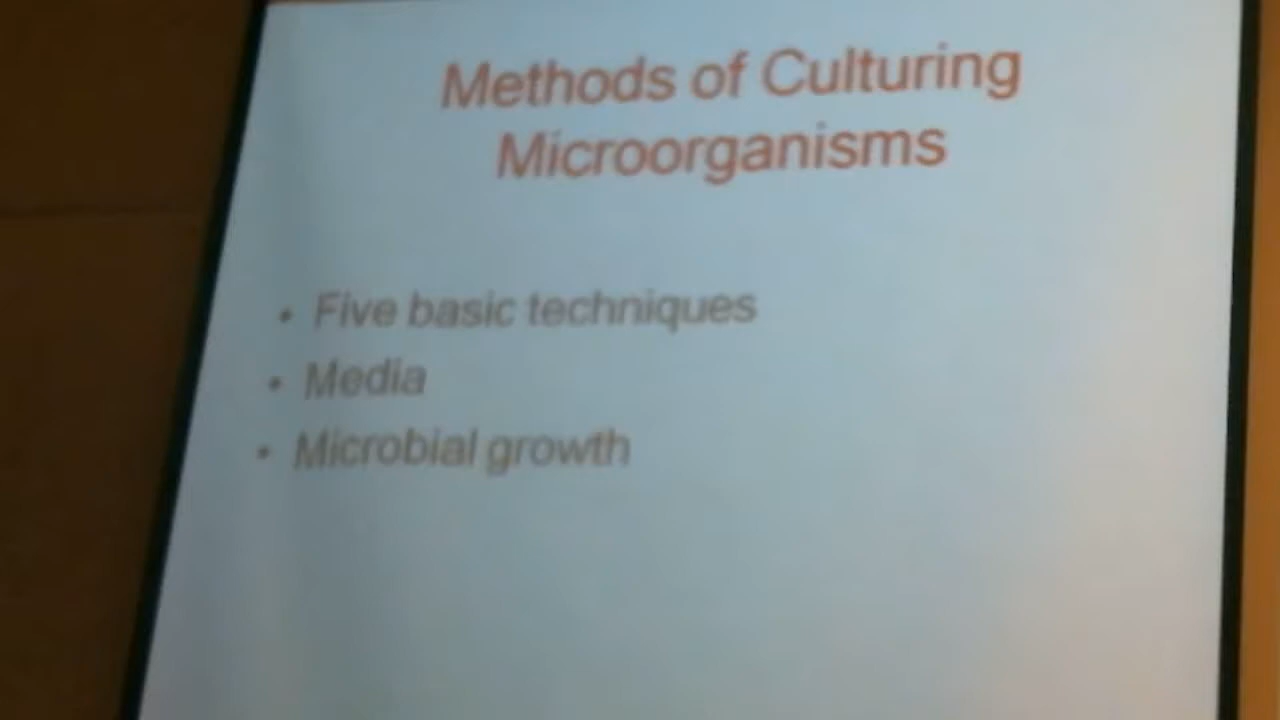 Methods of Culturing
Microorganisms
• Five basic techniques
• Media
• Microbial growth